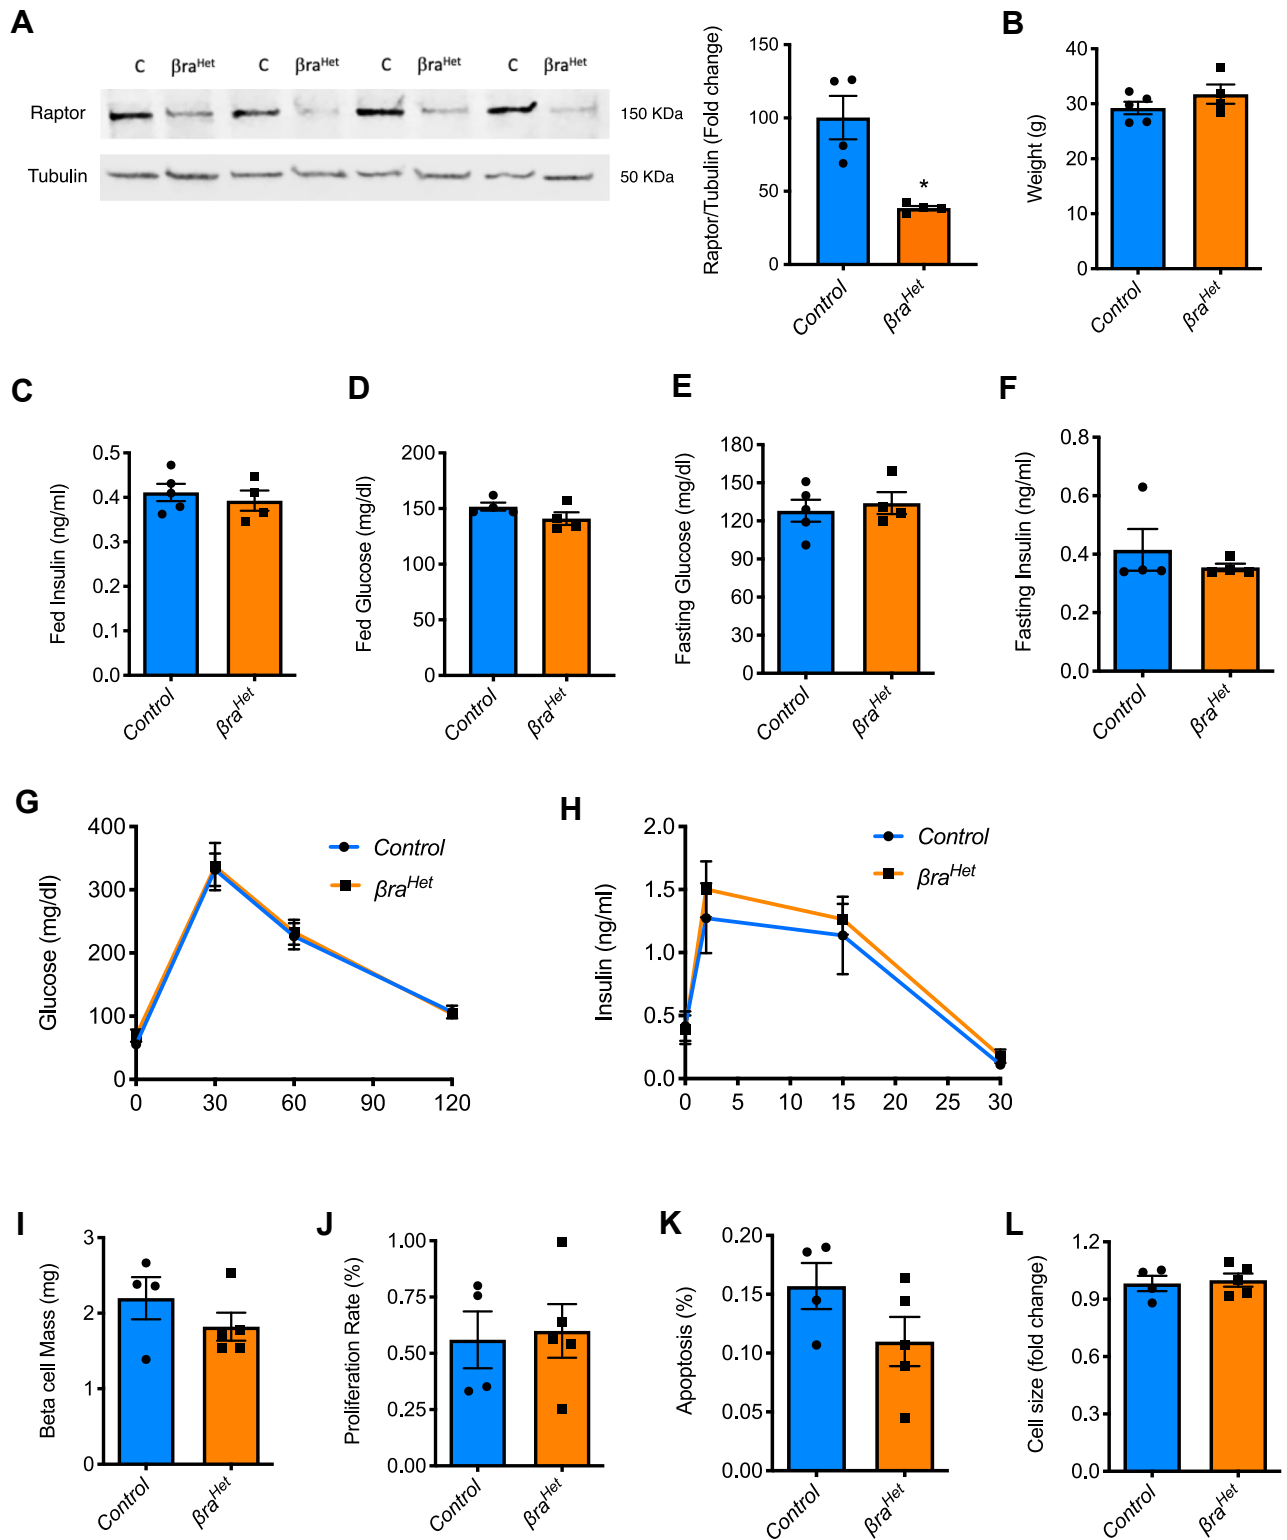 A
C βraHet C βraHet C βraHet C βraHet
Raptor
150 KDa
Tubulin
50 KDa
Raptor/Tubulin (Fold change)
150
100
50
0
*
Control
βraHet
B
Weight (g)
40
30
20
10
0
Control
βraHet
C
Fed Insulin (ng/ml)
0.5
0.4
0.3
0.2
0.1
0.0
Control
βraHet
D
Fed Glucose (mg/dl)
200
150
100
50
0
Control
βraHet
E
Fasting Glucose (mg/dl)
180
150
120
90
60
30
0
Control
βraHet
F
Fasting Insulin (ng/ml)
0.8
0.6
0.4
0.2
0.0
Control
βraHet
G
Glucose (mg/dl)
400
300
200
100
0
0 30 60 90 120
Control
βraHet
H
Insulin (ng/ml)
2.0
1.5
1.0
0.5
0.0
0 5 10 15 20 25 30
Control
βraHet
I
Beta cell Mass (mg)
3
2
1
0
Control
βraHet
J
Proliferation Rate (%)
1.00
0.75
0.50
0.25
0.00
Control
βraHet
K
Apoptosis (%)
0.20
0.15
0.10
0.05
0.00
Control
βraHet
L
Cell size (fold change)
1.2
0.9
0.6
0.3
0.0
Control
βraHet